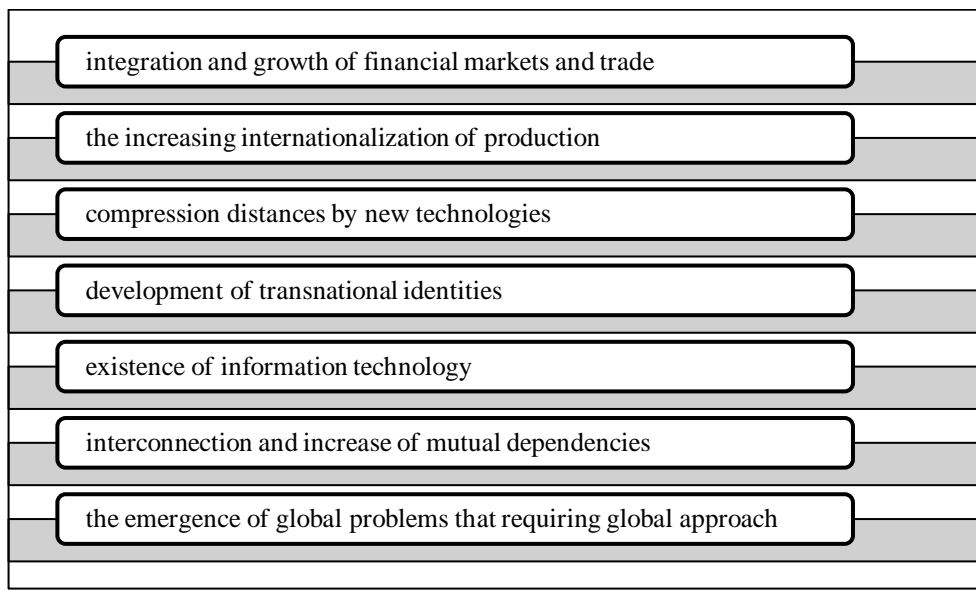 integration and growth of financial markets and trade
the increasing internationalization of production
compression distances by new technologies
development of transnational identities
existence of information technology
interconnection and increase of mutual dependencies
the emergence of global problems that requiring global approach